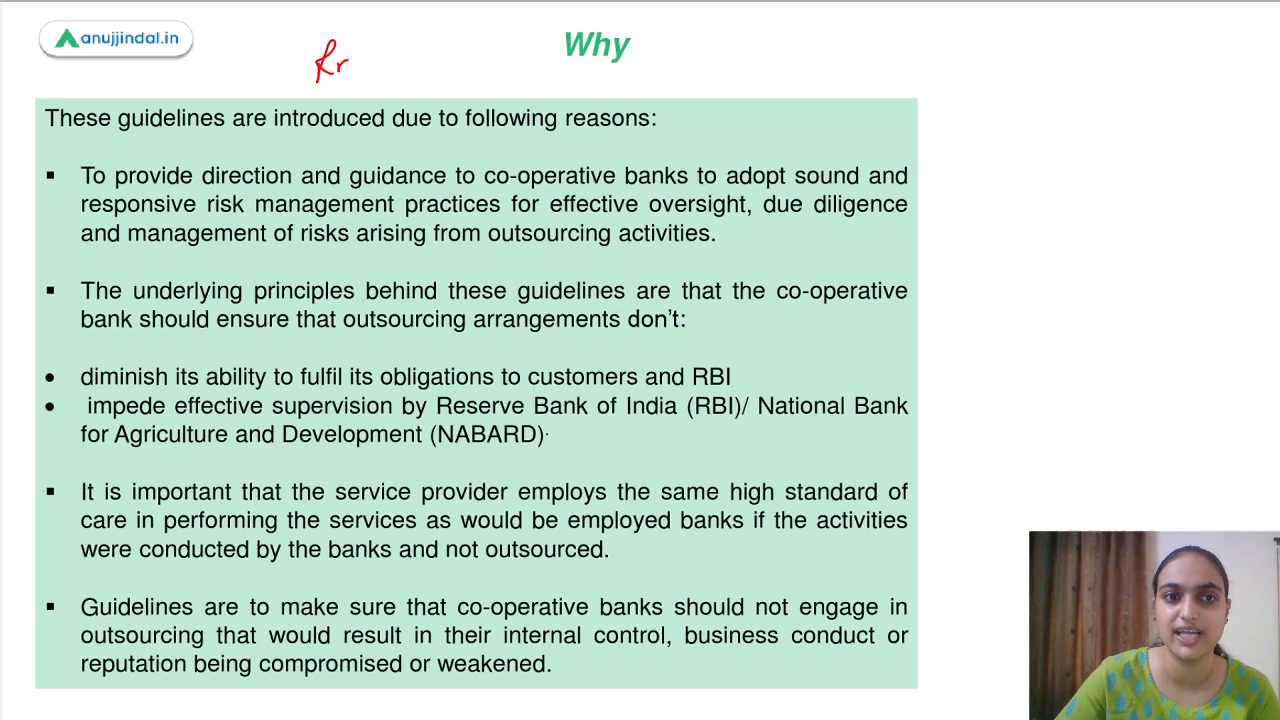 anujjindal.in
Why
These guidelines are introduced due to following reasons:
▪ To provide direction and guidance to co-operative banks to adopt sound and
responsive risk management practices for effective oversight, due diligence
and management of risks arising from outsourcing activities.
▪ The underlying principles behind these guidelines are that the co-operative
bank should ensure that outsourcing arrangements don't:
• diminish its ability to fulfil its obligations to customers and RBI
• impede effective supervision by Reserve Bank of India (RBI)/ National Bank
for Agriculture and Development (NABARD).
▪ It is important that the service provider employs the same high standard of
care in performing the services as would be employed banks if the activities
were conducted by the banks and not outsourced.
▪ Guidelines are to make sure that co-operative banks should not engage in
outsourcing that would result in their internal control, business conduct or
reputation being compromised or weakened.